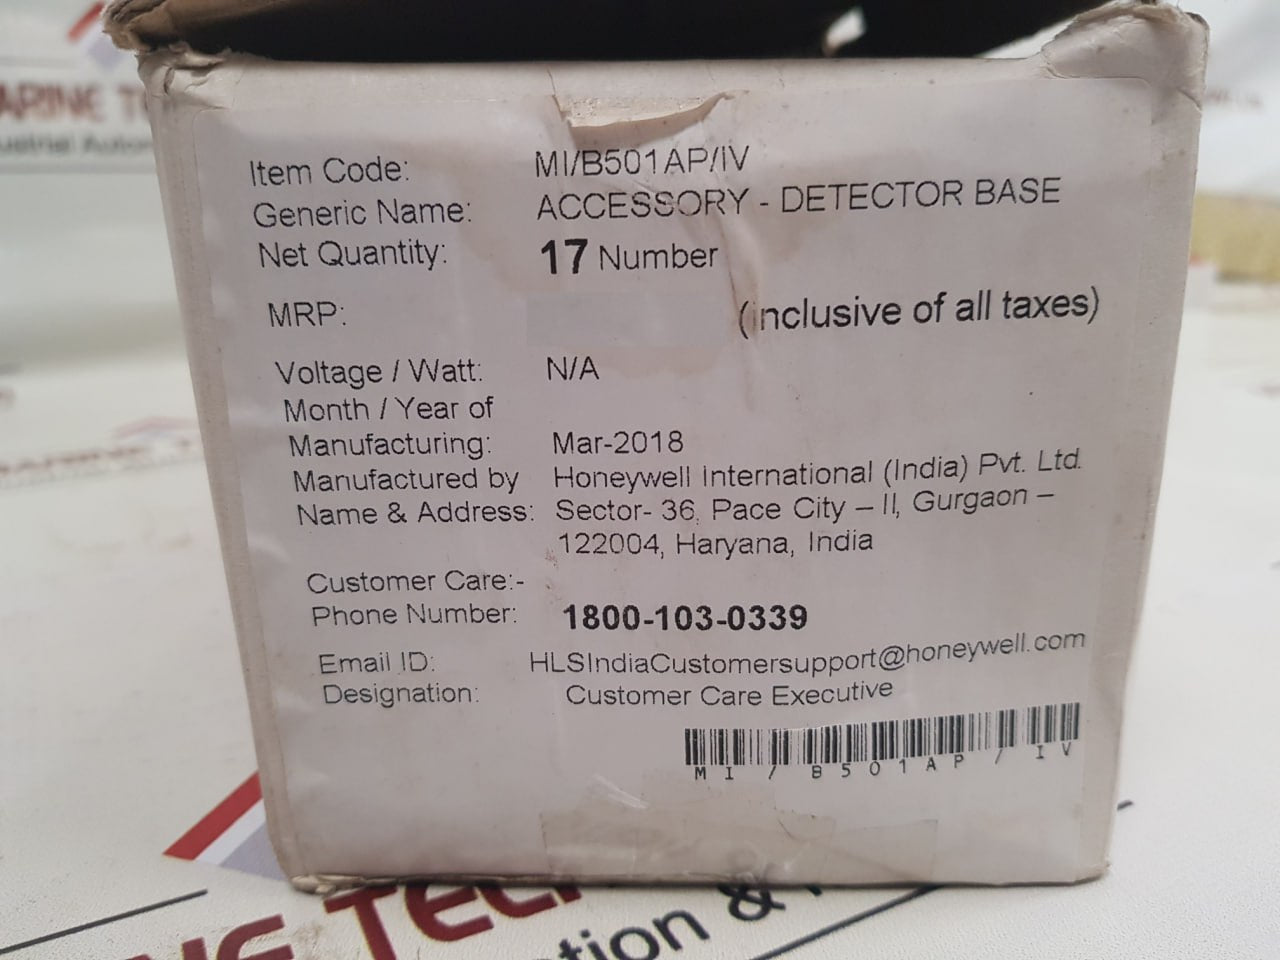 Item Code: MI/B501AP/IV
Generic Name: ACCESSORY - DETECTOR BASE
Net Quantity: 17 Number
MRP: (inclusive of all taxes)
Voltage / Watt: N/A
Month / Year of
Manufacturing: Mar-2018
Manufactured by Honeywell International (India) Pvt. Ltd.
Name & Address: Sector- 36, Pace City – II, Gurgaon –
122004, Haryana, India
Customer Care:-
Phone Number: 1800-103-0339
Email ID: HLSIndiaCustomersupport@honeywell.com
Designation: Customer Care Executive
MI/B501AP/IV